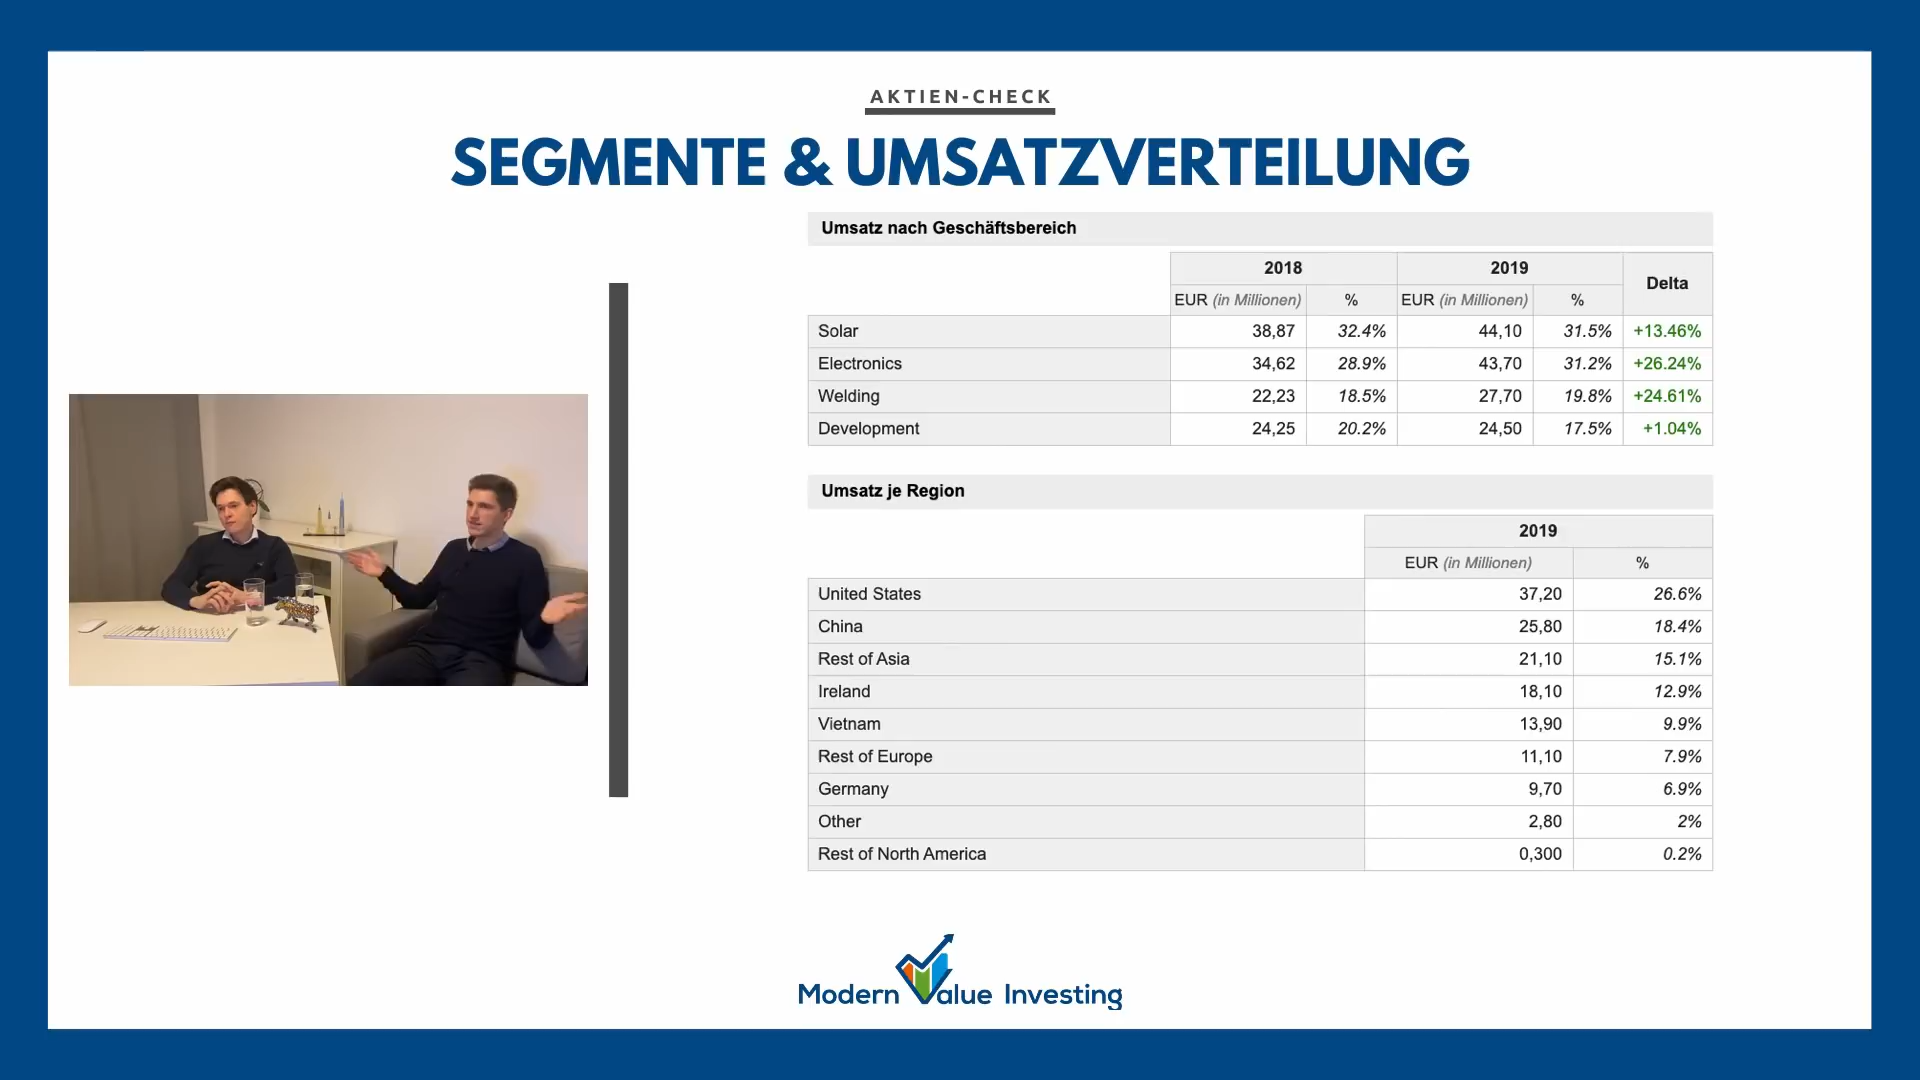 AKTIEN-CHECK
SEGMENTE & UMSATZVERTEILUNG
Umsatz nach Geschäftsbereich
2018 2019 Delta
EUR (in Millionen) % EUR (in Millionen) %
Solar 38,87 32.4% 44,10 31.5% +13.46%
Electronics 34,62 28.9% 43,70 31.2% +26.24%
Welding 22,23 18.5% 27,70 19.8% +24.61%
Development 24,25 20.2% 24,50 17.5% +1.04%
Umsatz je Region
2019
EUR (in Millionen) %
United States 37,20 26.6%
China 25,80 18.4%
Rest of Asia 21,10 15.1%
Ireland 18,10 12.9%
Vietnam 13,90 9.9%
Rest of Europe 11,10 7.9%
Germany 9,70 6.9%
Other 2,80 2%
Rest of North America 0,300 0.2%
Modern Value Investing